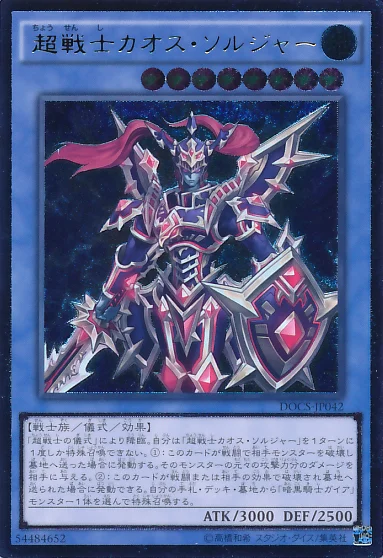 ちょう せん し
超戦士カオス・ソルジャー
DOCS-JP042
【戦士族／儀式／効果】
「超戦士の儀式」により降臨。自分は「超戦士カオス・ソルジャー」を1ターンに
1度しか特殊召喚できない。①：このカードが戦闘で相手モンスターを破壊し
墓地へ送った場合に発動する。そのモンスターの元々の攻撃力分のダメージを
相手に与える。②：このカードが戦闘または相手の効果で破壊され墓地へ
送られた場合に発動できる。自分の手札・デッキ・墓地から「暗黒騎士ガイア」
モンスター1体を選んで特殊召喚する。
ATK/3000 DEF/2500
54484652
©高橋和希 スタジオ・ダイス/集英社